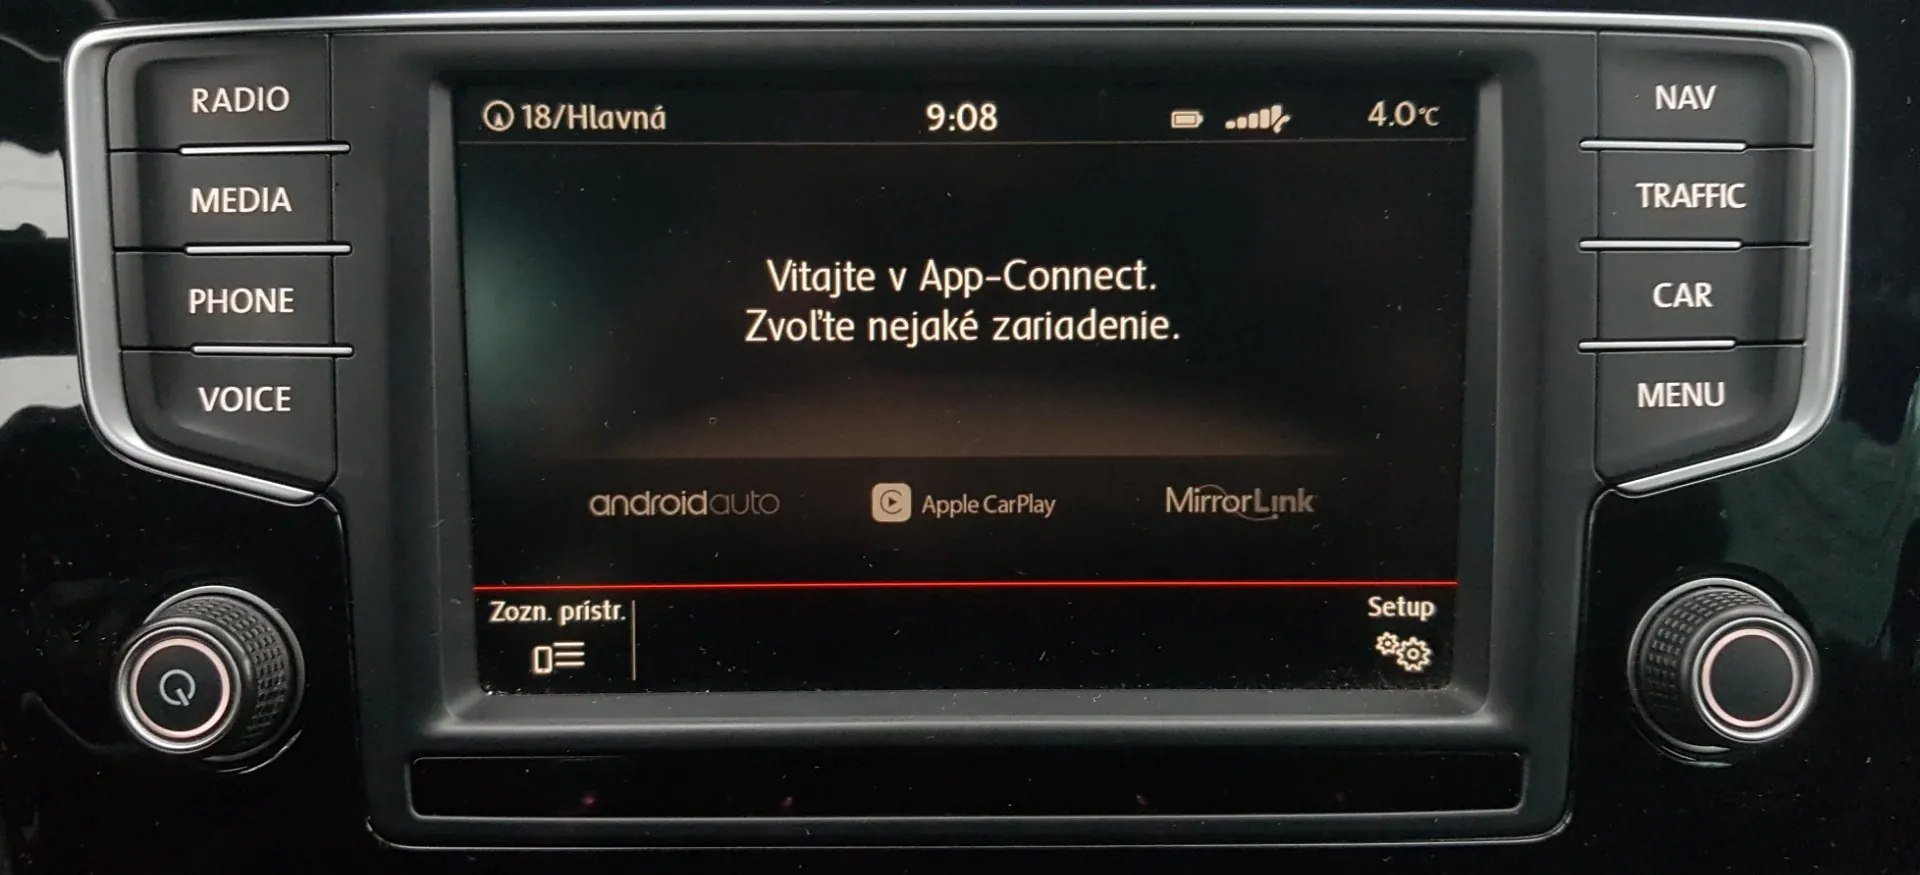 RADIO
MEDIA
PHONE
VOICE
18/Hlavná 9:08 4.0°C
Vitajte v App-Connect.
Zvoľte nejaké zariadenie.
androidauto Apple CarPlay MirrorLink
Zozn. prístr. Setup
NAV
TRAFFIC
CAR
MENU